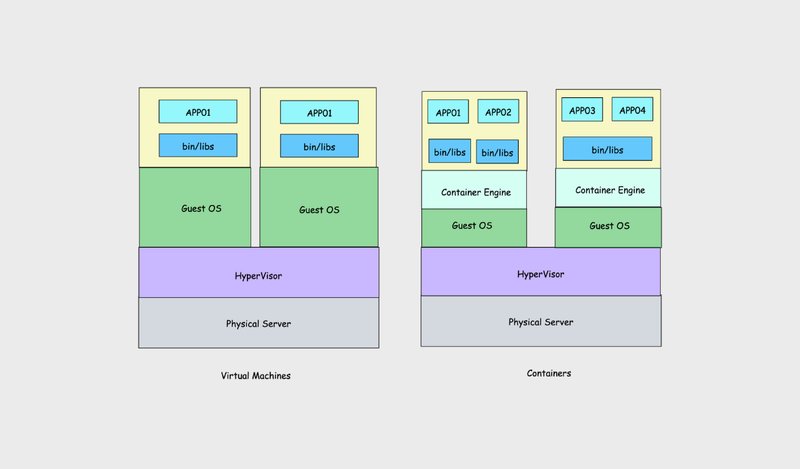 APP01
APP01
bin/libs
bin/libs
Guest OS
Guest OS
HyperVisor
Physical Server
Virtual Machines
APP01
APP02
APP03
APP04
bin/libs
bin/libs
bin/libs
Container Engine
Container Engine
Guest OS
Guest OS
HyperVisor
Physical Server
Containers